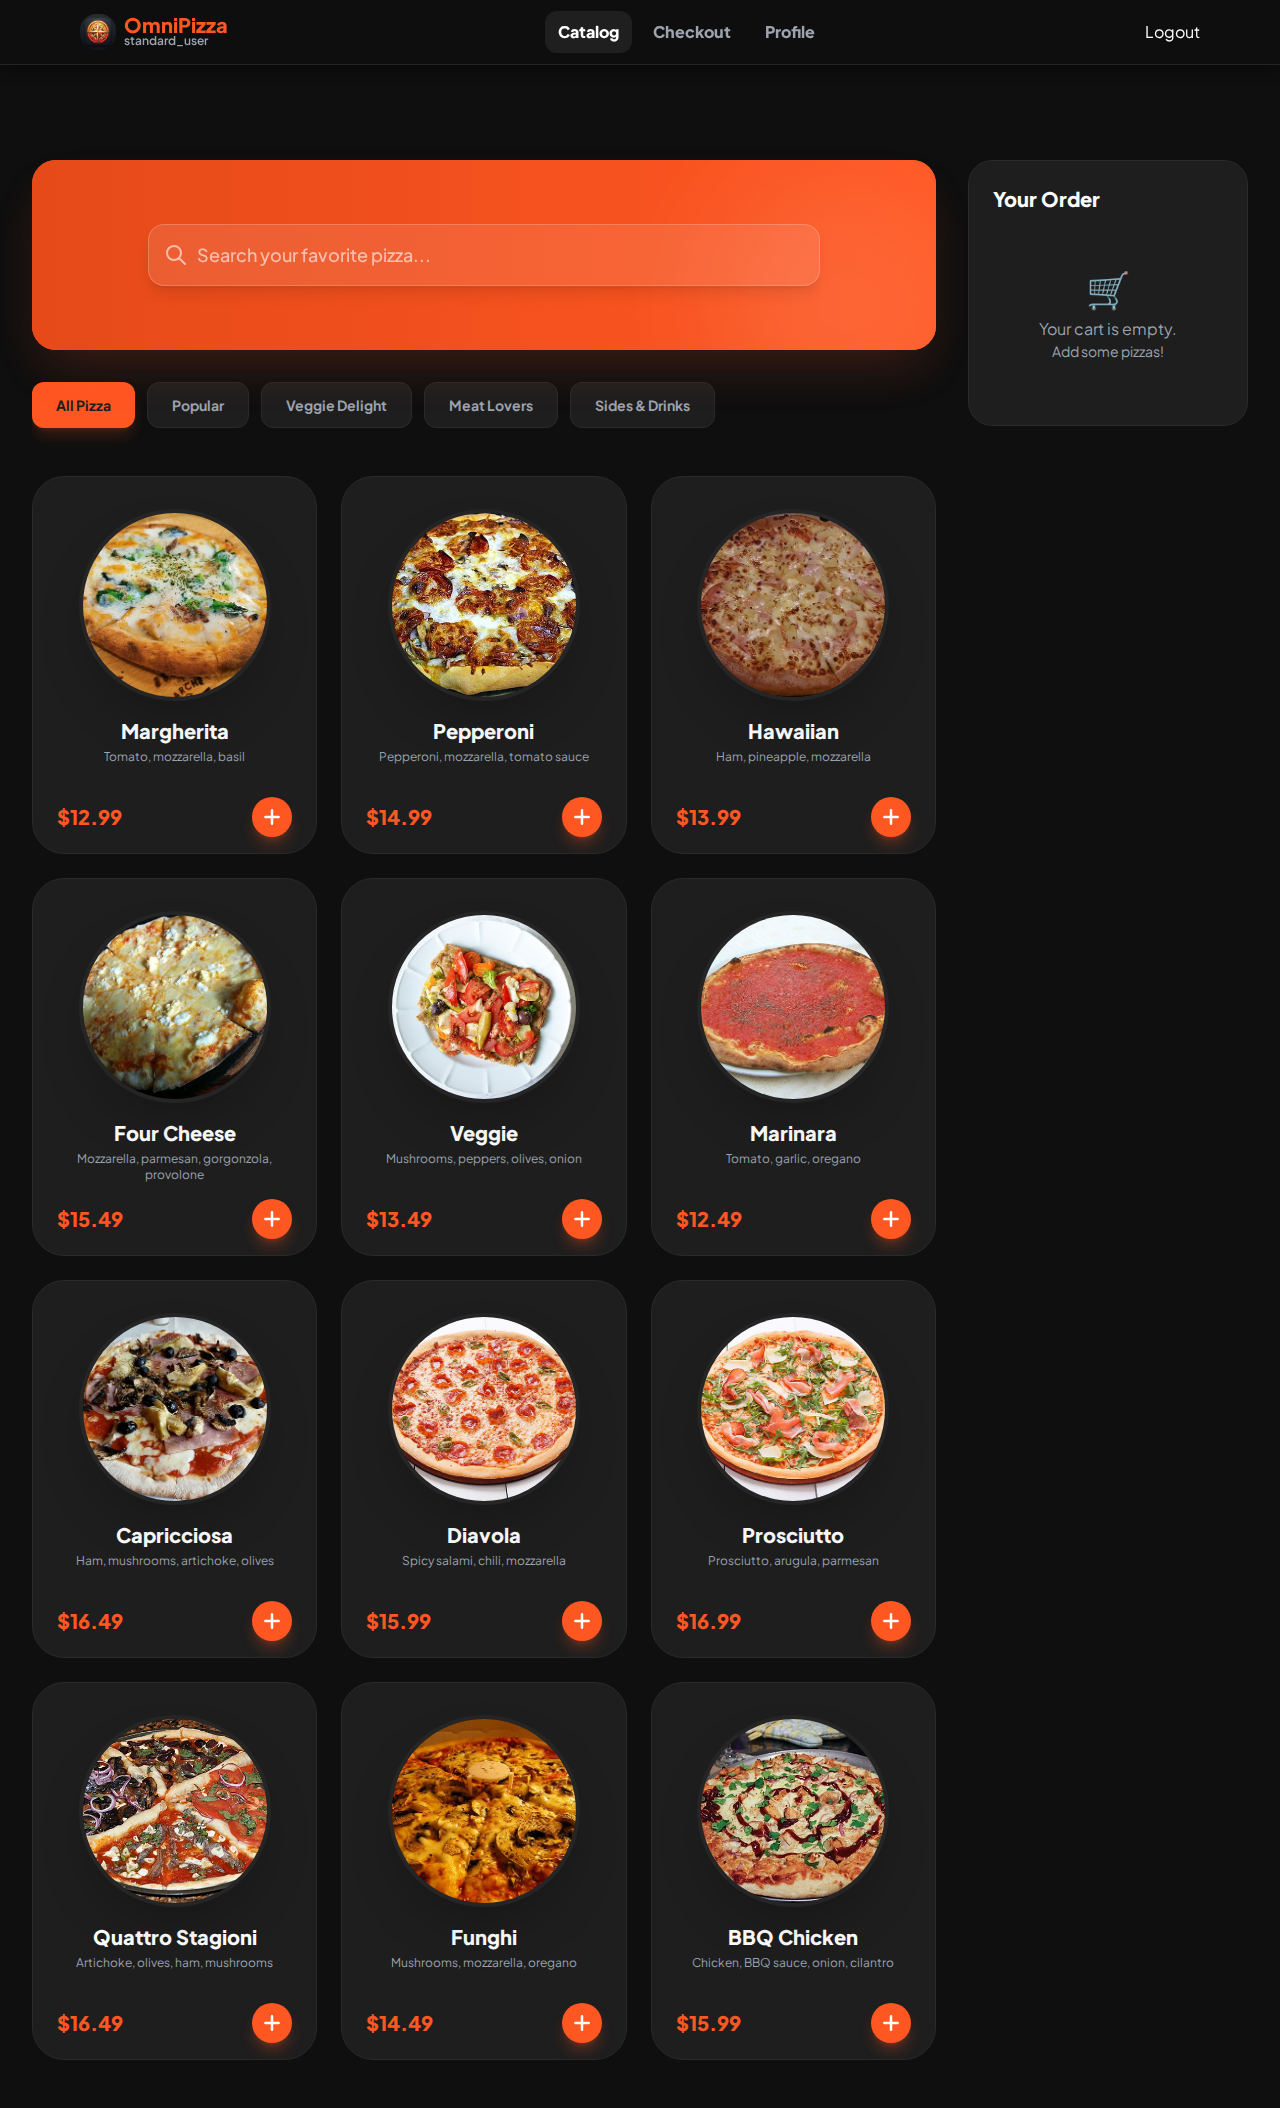 OmniPizza
standard_user
Catalog
Checkout
Profile
Logout
Search your favorite pizza...
Your Order
Your cart is empty.
Add some pizzas!
All Pizza
Popular
Veggie Delight
Meat Lovers
Sides & Drinks
Margherita
Tomato, mozzarella, basil
$12.99
Pepperoni
Pepperoni, mozzarella, tomato sauce
$14.99
Hawaiian
Ham, pineapple, mozzarella
$13.99
Four Cheese
Mozzarella, parmesan, gorgonzola,
provolone
$15.49
Veggie
Mushrooms, peppers, olives, onion
$13.49
Marinara
Tomato, garlic, oregano
$12.49
Capricciosa
Ham, mushrooms, artichoke, olives
$16.49
Diavola
Spicy salami, chili, mozzarella
$15.99
Prosciutto
Prosciutto, arugula, parmesan
$16.99
Quattro Stagioni
Artichoke, olives, ham, mushrooms
$16.49
Funghi
Mushrooms, mozzarella, oregano
$14.49
BBQ Chicken
Chicken, BBQ sauce, onion, cilantro
$15.99